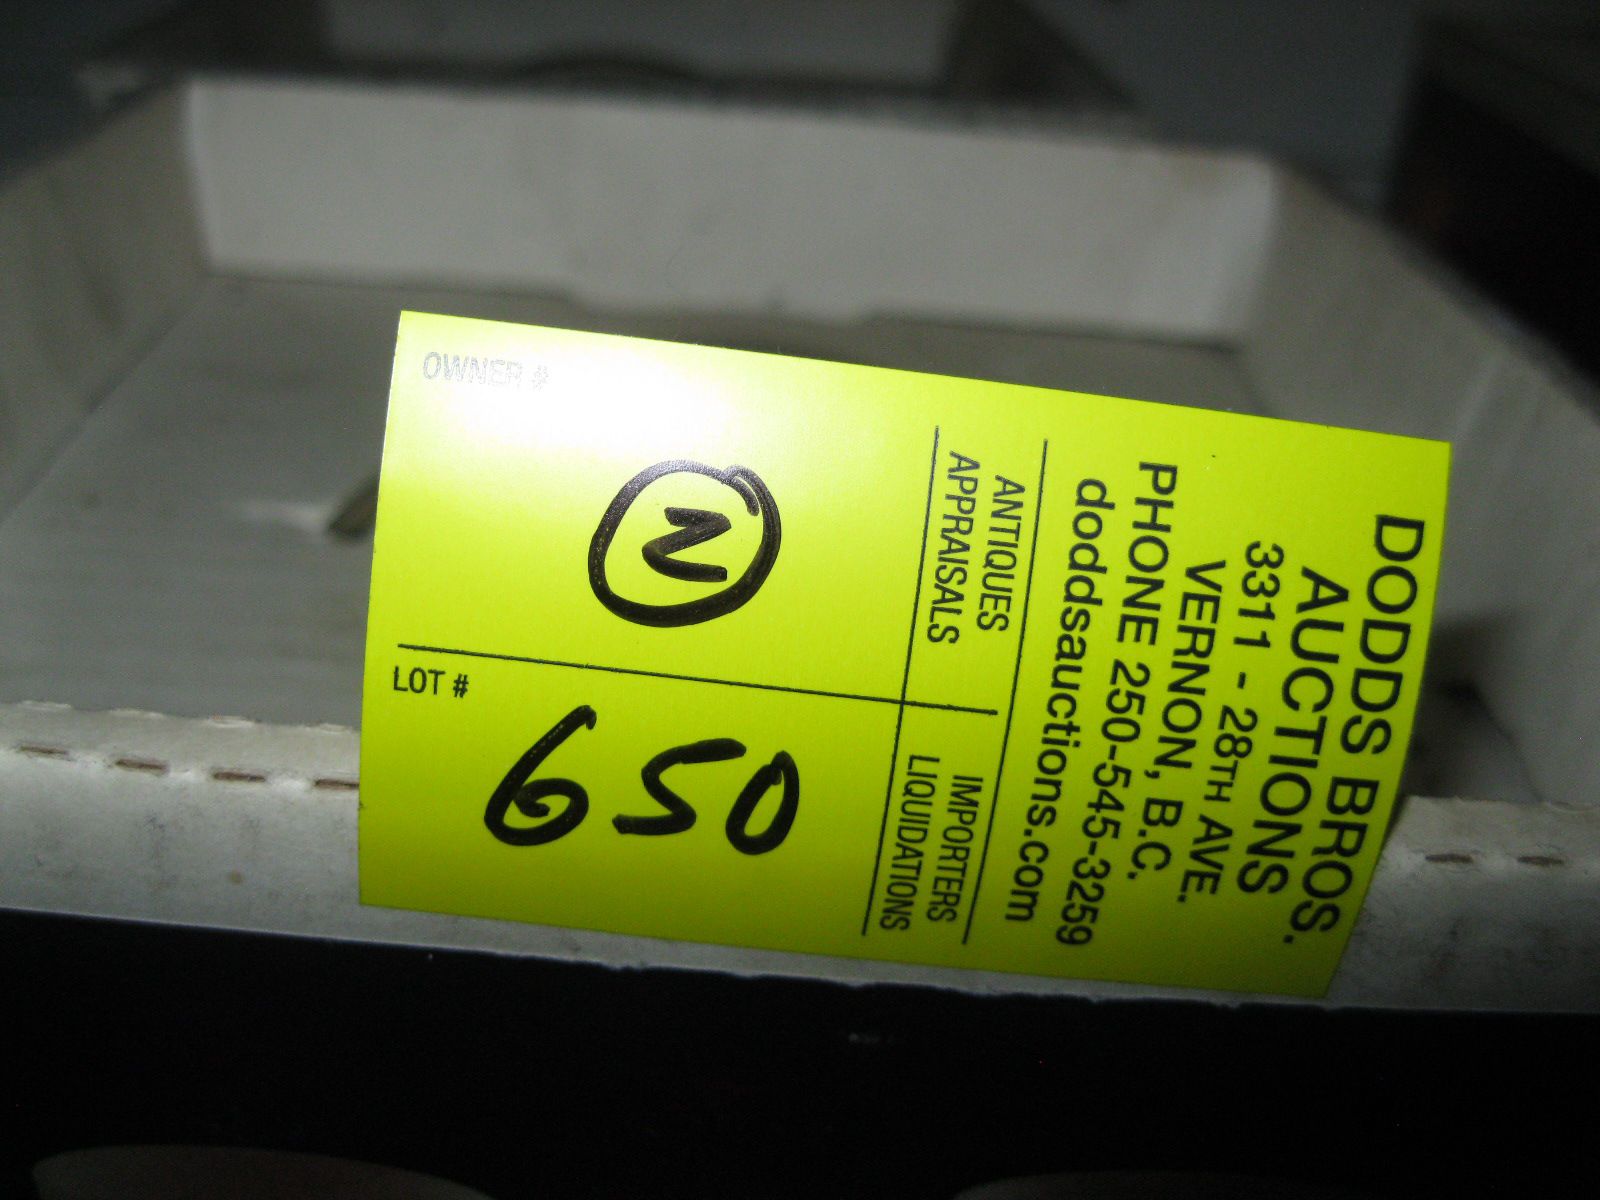 DODDS BROS.
AUCTIONS
3311 - 28TH AVE.
VERNON, B.C.
PHONE 250-545-3259
doddsauctions.com
ANTIQUES
APPRAISALS
IMPORTERS
LIQUIDATIONS
OWNER #
2
LOT #
650